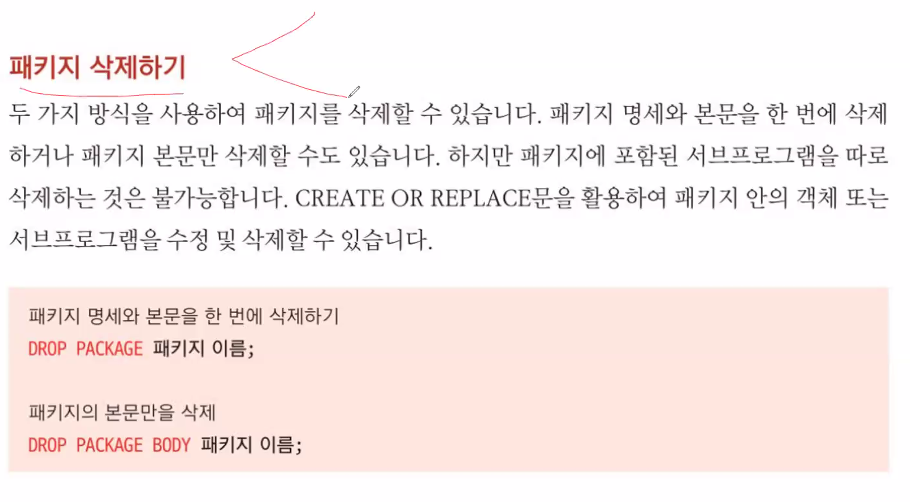 패키지 삭제하기
두 가지 방식을 사용하여 패키지를 삭제할 수 있습니다. 패키지 명세와 본문을 한 번에 삭제
하거나 패키지 본문만 삭제할 수도 있습니다. 하지만 패키지에 포함된 서브프로그램을 따로
삭제하는 것은 불가능합니다. CREATE OR REPLACE문을 활용하여 패키지 안의 객체 또는
서브프로그램을 수정 및 삭제할 수 있습니다.
패키지 명세와 본문을 한 번에 삭제하기
DROP PACKAGE 패키지 이름;
패키지의 본문만을 삭제
DROP PACKAGE BODY 패키지 이름;